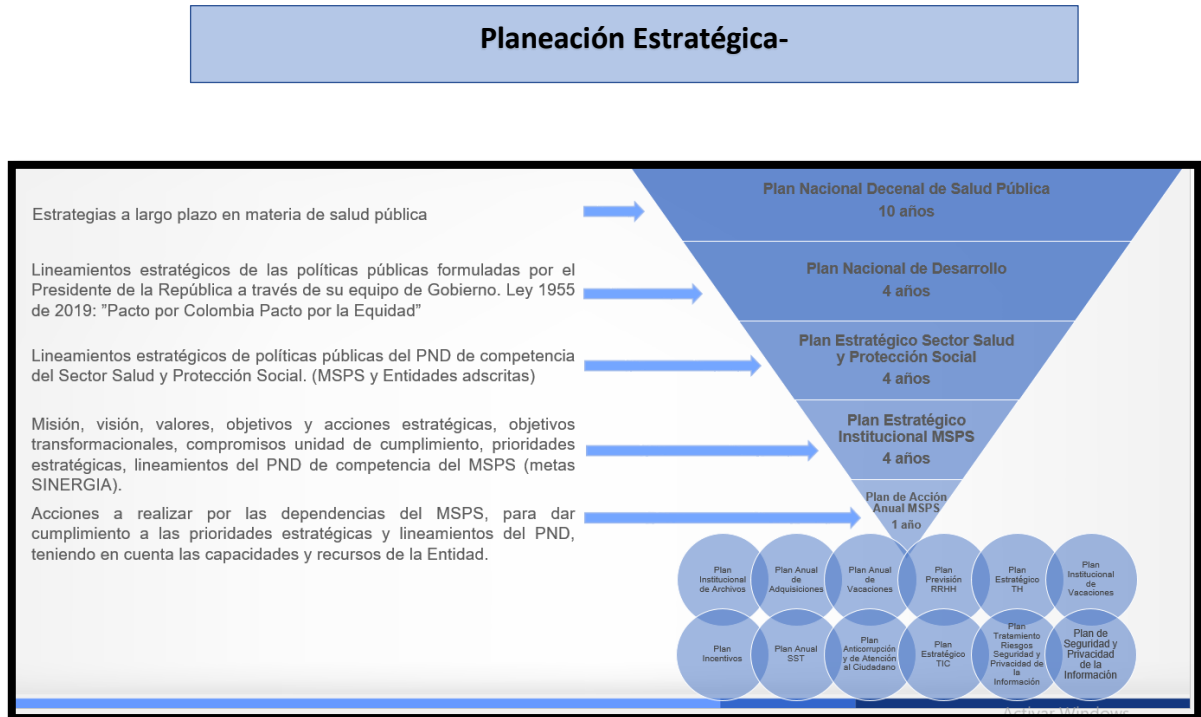 Planeación Estratégica-
Estrategias a largo plazo en materia de salud pública
Plan Nacional Decenal de Salud Pública
10 años
Lineamientos estratégicos de las políticas públicas formuladas por el
Presidente de la República a través de su equipo de Gobierno. Ley 1955
de 2019: ”Pacto por Colombia Pacto por la Equidad”
Plan Nacional de Desarrollo
4 años
Lineamientos estratégicos de políticas públicas del PND de competencia
del Sector Salud y Protección Social. (MSPS y Entidades adscritas)
Plan Estratégico Sector Salud
y Protección Social
4 años
Misión, visión, valores, objetivos y acciones estratégicas, objetivos
transformacionales, compromisos unidad de cumplimiento, prioridades
estratégicas, lineamientos del PND de competencia del MSPS (metas
SINERGIA).
Plan Estratégico
Institucional MSPS
4 años
Acciones a realizar por las dependencias del MSPS, para dar
cumplimiento a las prioridades estratégicas y lineamientos del PND,
teniendo en cuenta las capacidades y recursos de la Entidad.
Plan de Acción
Anual MSPS
1 año
Plan
Institucional
de Archivos
Plan Anual
de
Adquisiciones
Plan Anual
de
Vacaciones
Plan
Previsión
RRHH
Plan
Estratégico
TH
Plan
Institucional
de
Vacaciones
Plan
Incentivos
Plan Anual
SST
Plan
Anticorrupción
y de Atención
al Ciudadano
Plan
Estratégico
TIC
Plan
Tratamiento
Riesgos
Seguridad y
Privacidad de
la
Información
Plan de
Seguridad y
Privacidad
de la
Información
Activar Windows